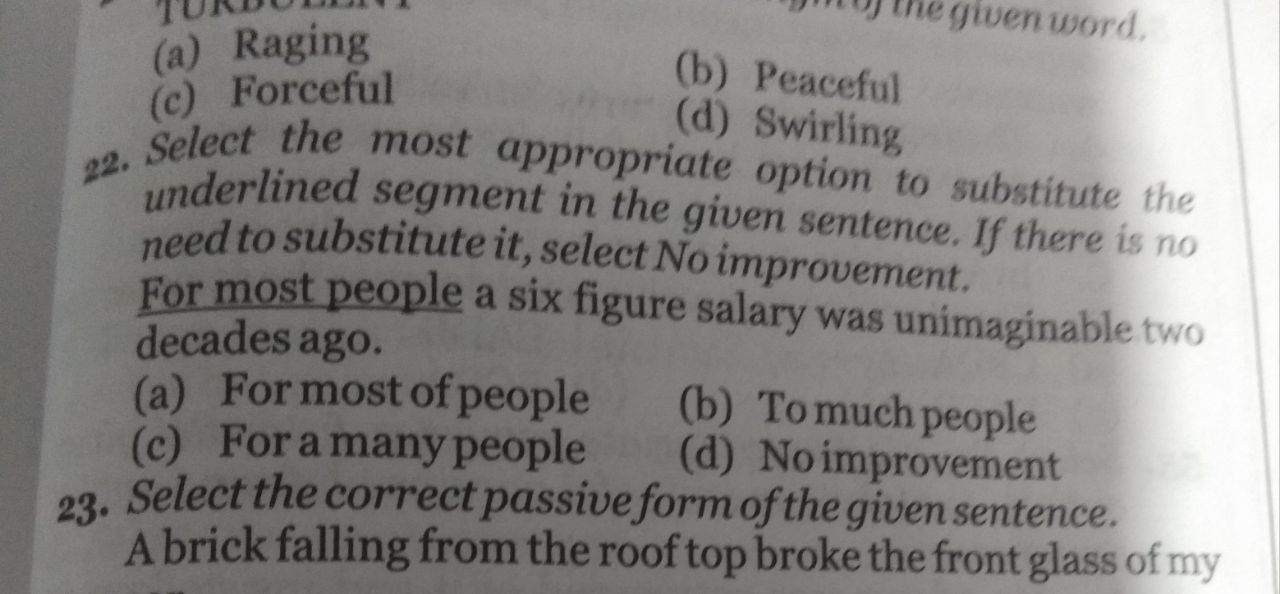 the given word.
(a) Raging (b) Peaceful
(c) Forceful (d) Swirling
22. Select the most appropriate option to substitute the
underlined segment in the given sentence. If there is no
need to substitute it, select No improvement.
For most people a six figure salary was unimaginable two
decades ago.
(a) For most of people (b) To much people
(c) For a many people (d) No improvement
23. Select the correct passive form of the given sentence.
A brick falling from the roof top broke the front glass of my